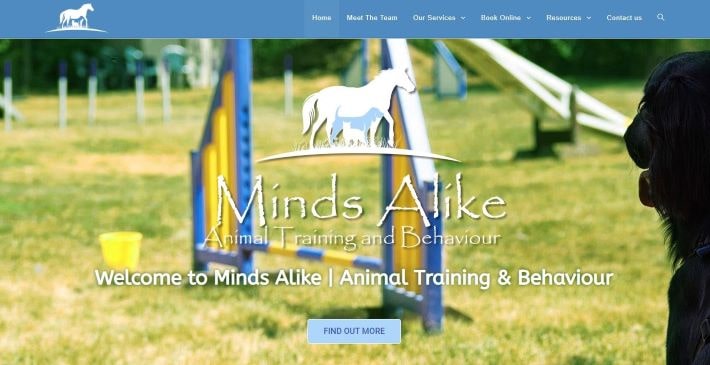 Home Meet The Team Our Services Book Online Resources Contact us
Minds Alike
Animal Training and Behaviour
Welcome to Minds Alike | Animal Training & Behaviour
FIND OUT MORE